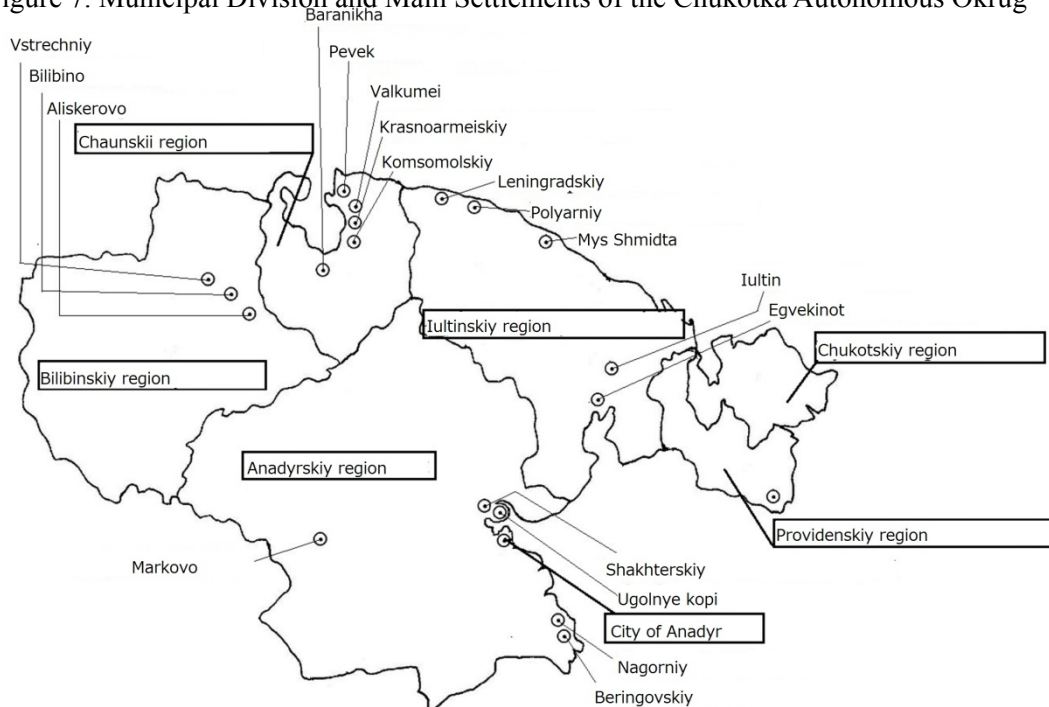 Figure 7. Municipal Division and Main Settlements of the Chukotka Autonomous Okrug
Baranikha
Vstrechniy
Pevek
Bilibino
Valkumei
Aliskerovo
Krasnoarmeiskiy
Chaunskii region
Komsomolskiy
Leningradskiy
Polyarniy
Mys Shmidta
Iultin
Egvekinot
Iultinskiy region
Chukotskiy region
Bilibinskiy region
Anadyrskiy region
Providenskiy region
Markovo
Shakhterskiy
Ugolnye kopi
City of Anadyr
Nagorniy
Beringovskiy